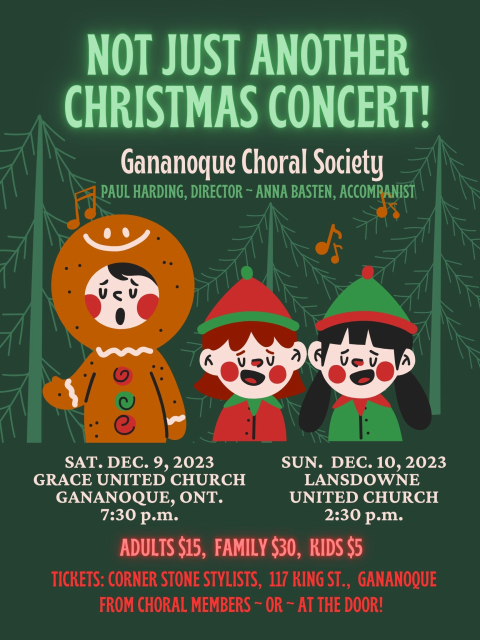 NOT JUST ANOTHER
CHRISTMAS CONCERT!
Gananoque Choral Society
PAUL HARDING, DIRECTOR ~ ANNA BASTEN, ACCOMPANIST
SAT. DEC. 9, 2023
GRACE UNITED CHURCH
GANANOQUE, ONT.
7:30 p.m.
SUN. DEC. 10, 2023
LANSDOWNE
UNITED CHURCH
2:30 p.m.
ADULTS $15, FAMILY $30, KIDS $5
TICKETS: CORNER STONE STYLISTS, 117 KING ST., GANANOQUE
FROM CHORAL MEMBERS ~ OR ~ AT THE DOOR!